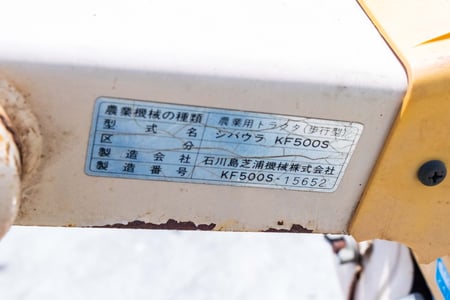 農業機械の種類 農業用トラクタ(歩行型)
型式名 シバウラ KF500S
区分
製造会社 石川島芝浦機械株式会社
製造番号 KF500S-15652